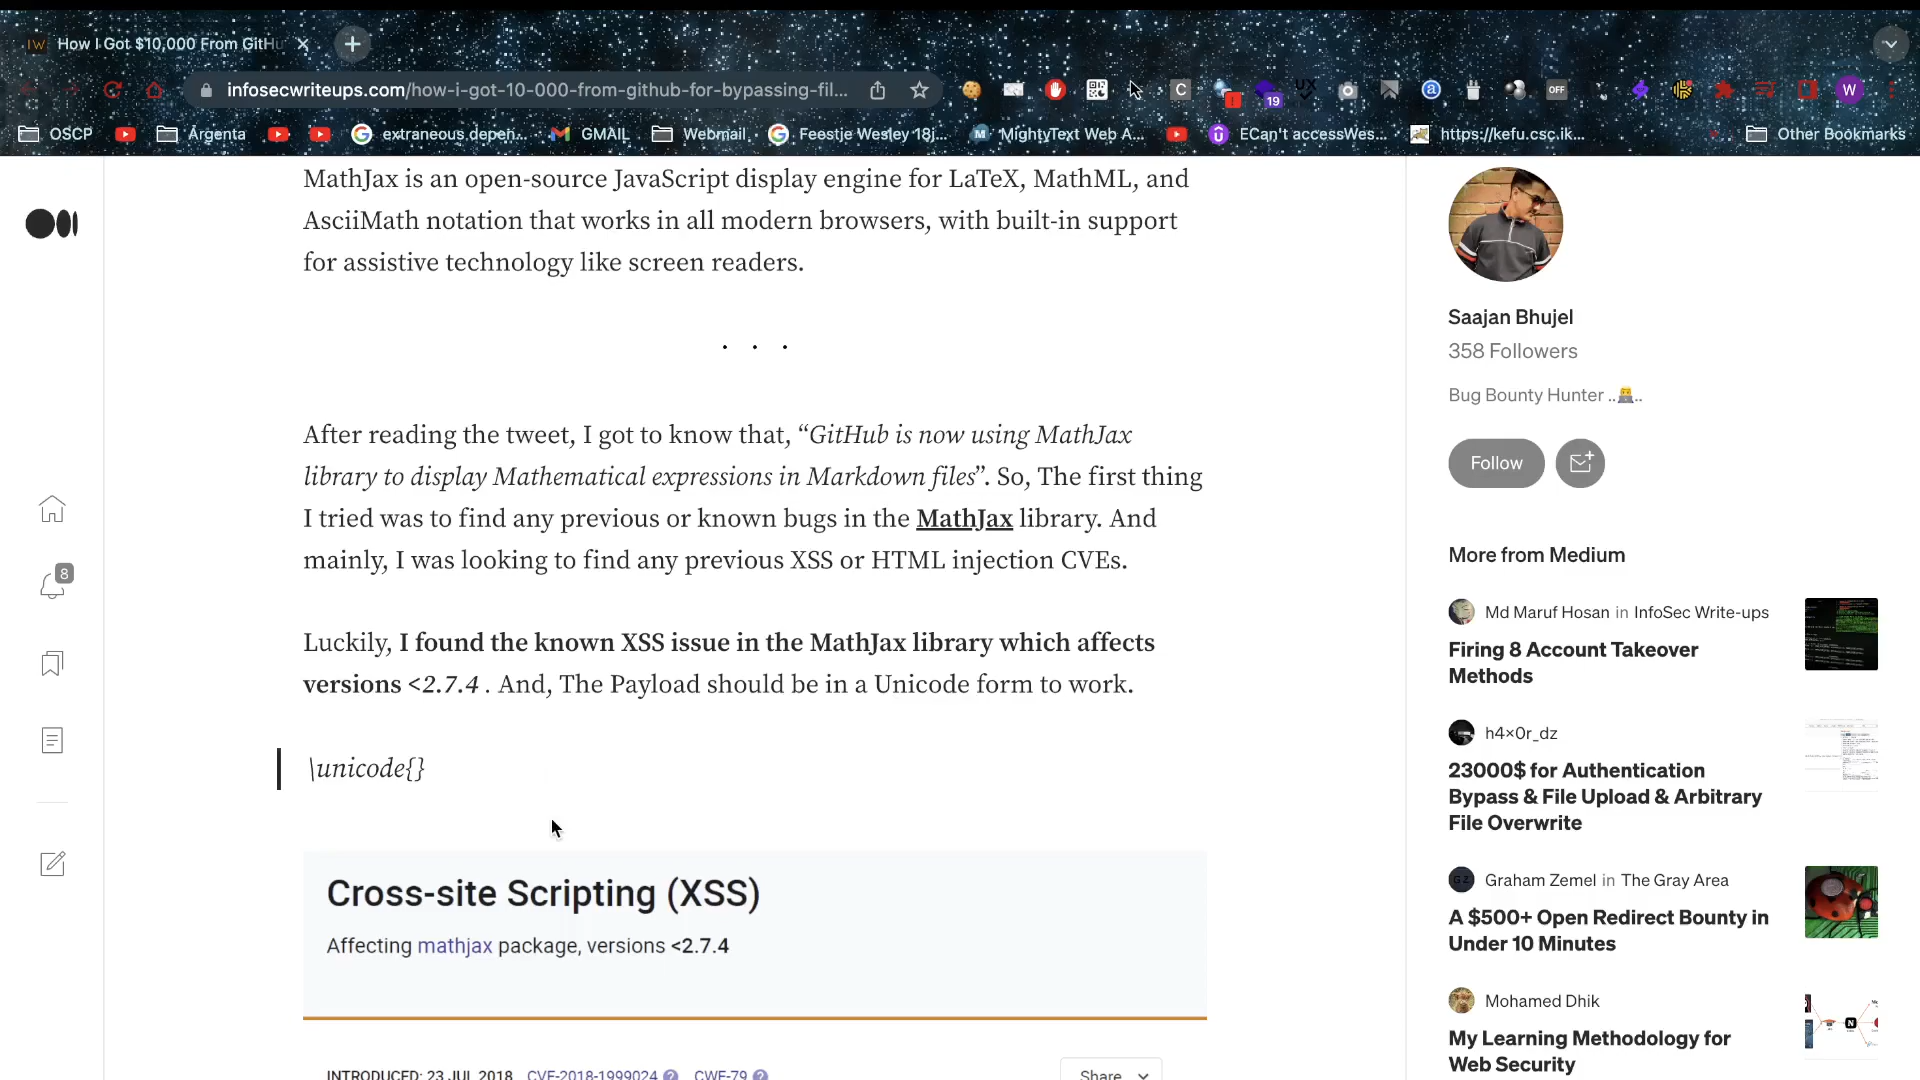 How I Got $10,000 From GitHu
infosecwriteups.com/how-i-got-10-000-from-github-for-bypassing-fil...
C
19
UX
a
OFF
W
OSCP
Argenta
extraneous.depen...
GMAIL
Webmail
Feestje Wesley 18j...
MightyText Web A...
ECan't accessWes...
https://kefu.csc.ik...
Other Bookmarks
MathJax is an open-source JavaScript display engine for LaTeX, MathML, and
AsciiMath notation that works in all modern browsers, with built-in support
for assistive technology like screen readers.
. . .
After reading the tweet, I got to know that, “GitHub is now using MathJax
library to display Mathematical expressions in Markdown files”. So, The first thing
I tried was to find any previous or known bugs in the MathJax library. And
mainly, I was looking to find any previous XSS or HTML injection CVEs.
Luckily, I found the known XSS issue in the MathJax library which affects
versions <2.7.4 . And, The Payload should be in a Unicode form to work.
\unicode{}
Cross-site Scripting (XSS)
Affecting mathjax package, versions <2.7.4
INTRODUCED: 23 JUL 2018 CVE-2018-1999024 ? CWE-79 ?
Share
8
Saajan Bhujel
358 Followers
Bug Bounty Hunter ..👨‍💻..
Follow
More from Medium
Md Maruf Hosan in InfoSec Write-ups
Firing 8 Account Takeover
Methods
h4x0r_dz
23000$ for Authentication
Bypass & File Upload & Arbitrary
File Overwrite
Graham Zemel in The Gray Area
A $500+ Open Redirect Bounty in
Under 10 Minutes
Mohamed Dhik
My Learning Methodology for
Web Security